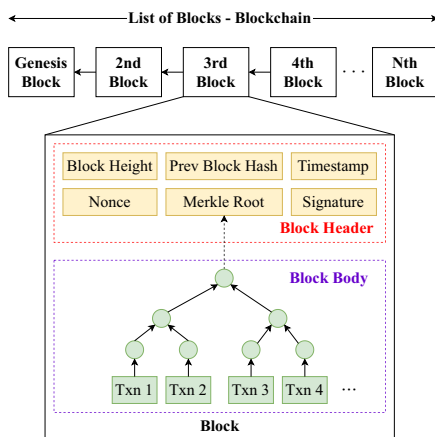 List of Blocks - Blockchain
Genesis Block
2nd Block
3rd Block
4th Block
· · ·
Nth Block
Block Height
Prev Block Hash
Timestamp
Nonce
Merkle Root
Signature
Block Header
Block Body
Txn 1
Txn 2
Txn 3
Txn 4
...
Block